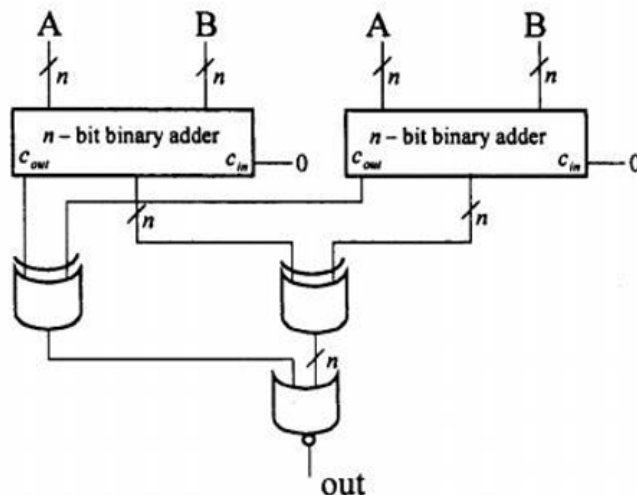 A B A B
n n n n
n – bit binary adder n – bit binary adder
c_out c_in 0 c_out c_in 0
n n
n
out